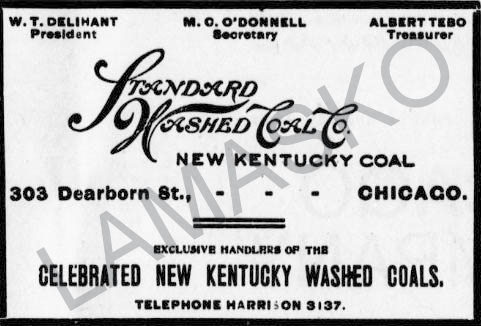 W. T. DELIHANT M. C. O'DONNELL ALBERT TEBO
President Secretary Treasurer
STANDARD
WASHED COAL CO.
NEW KENTUCKY COAL
303 Dearborn St., - - - CHICAGO.
EXCLUSIVE HANDLERS OF THE
CELEBRATED NEW KENTUCKY WASHED COALS.
TELEPHONE HARRISON 3137.
LAMASKO